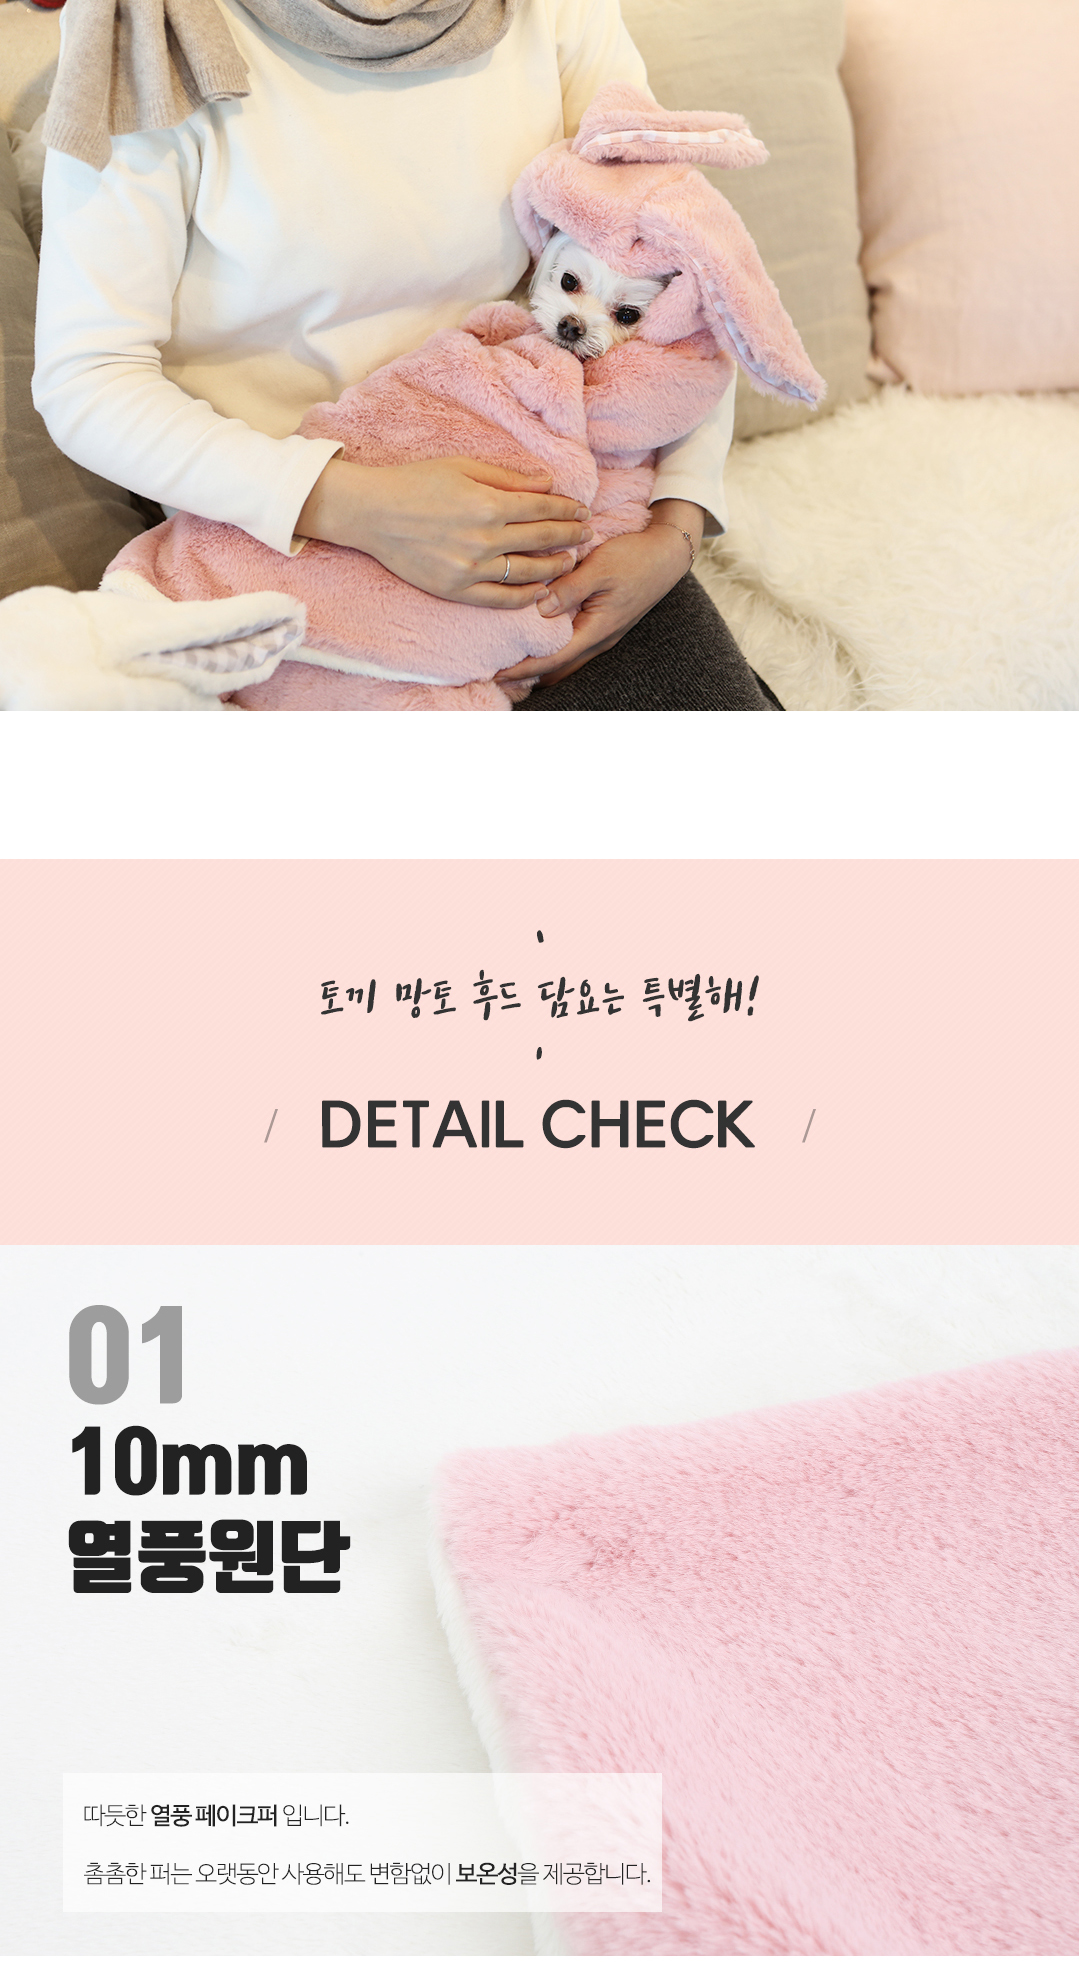 토끼 망토 후드 담요는 특별해!
/ DETAIL CHECK /
01
10mm
열풍원단
따듯한 열풍 페이크퍼 입니다.
촘촘한 퍼는 오랫동안 사용해도 변함없이 보온성을 제공합니다.